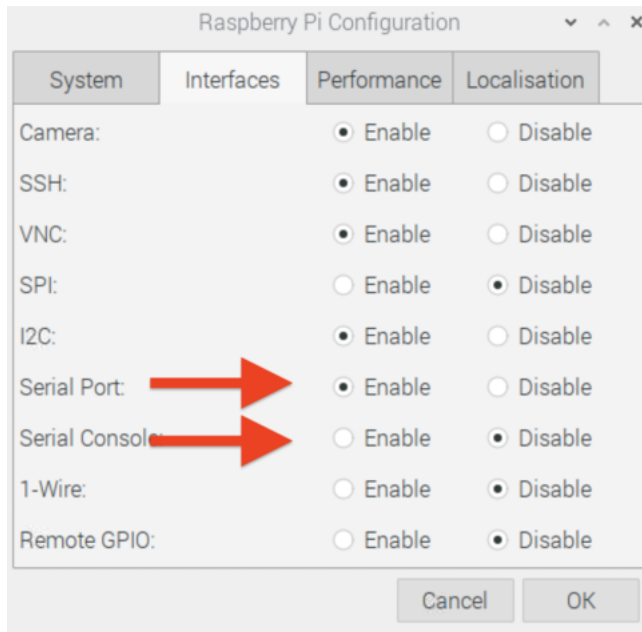 Raspberry Pi Configuration
System Interfaces Performance Localisation
Camera: Enable Disable
SSH: Enable Disable
VNC: Enable Disable
SPI: Enable Disable
I2C: Enable Disable
Serial Port: Enable Disable
Serial Console: Enable Disable
1-Wire: Enable Disable
Remote GPIO: Enable Disable
Cancel OK